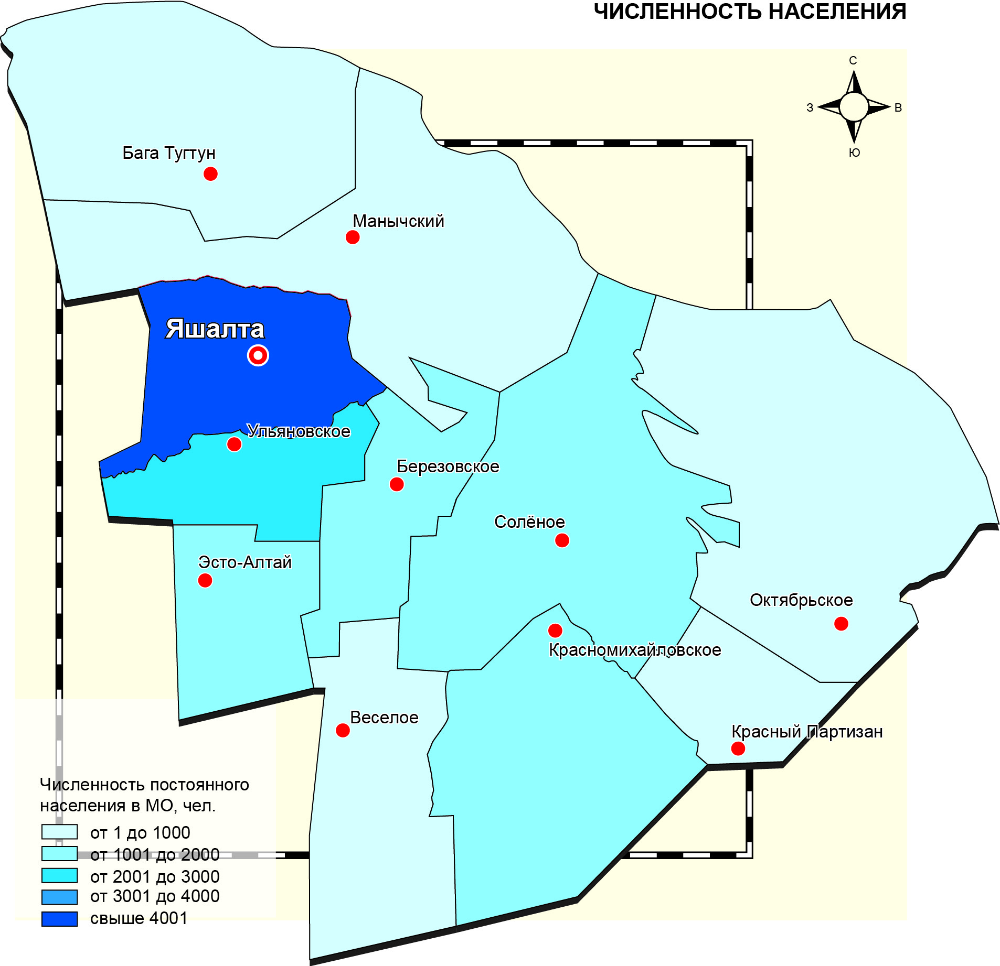 ЧИСЛЕННОСТЬ НАСЕЛЕНИЯ
С
З
В
Ю
Бага Тугтун
Манычский
Яшалта
Ульяновское
Березовское
Солёное
Эсто-Алтай
Октябрьское
Красномихайловское
Веселое
Красный Партизан
Численность постоянного
населения в МО, чел.
от 1 до 1000
от 1001 до 2000
от 2001 до 3000
от 3001 до 4000
свыше 4001